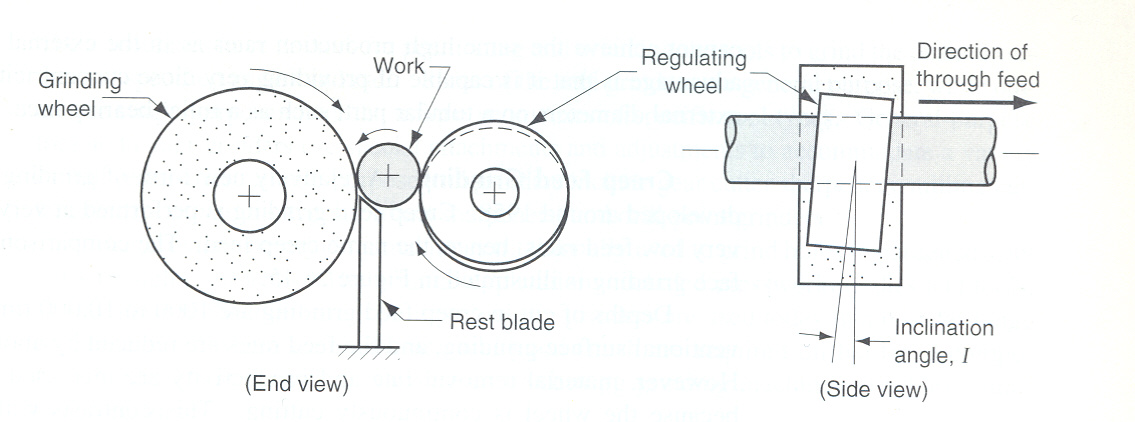 Grinding
wheel
Work
Regulating
wheel
Direction of
through feed
Rest blade
Inclination
angle, I
(End view)
(Side view)